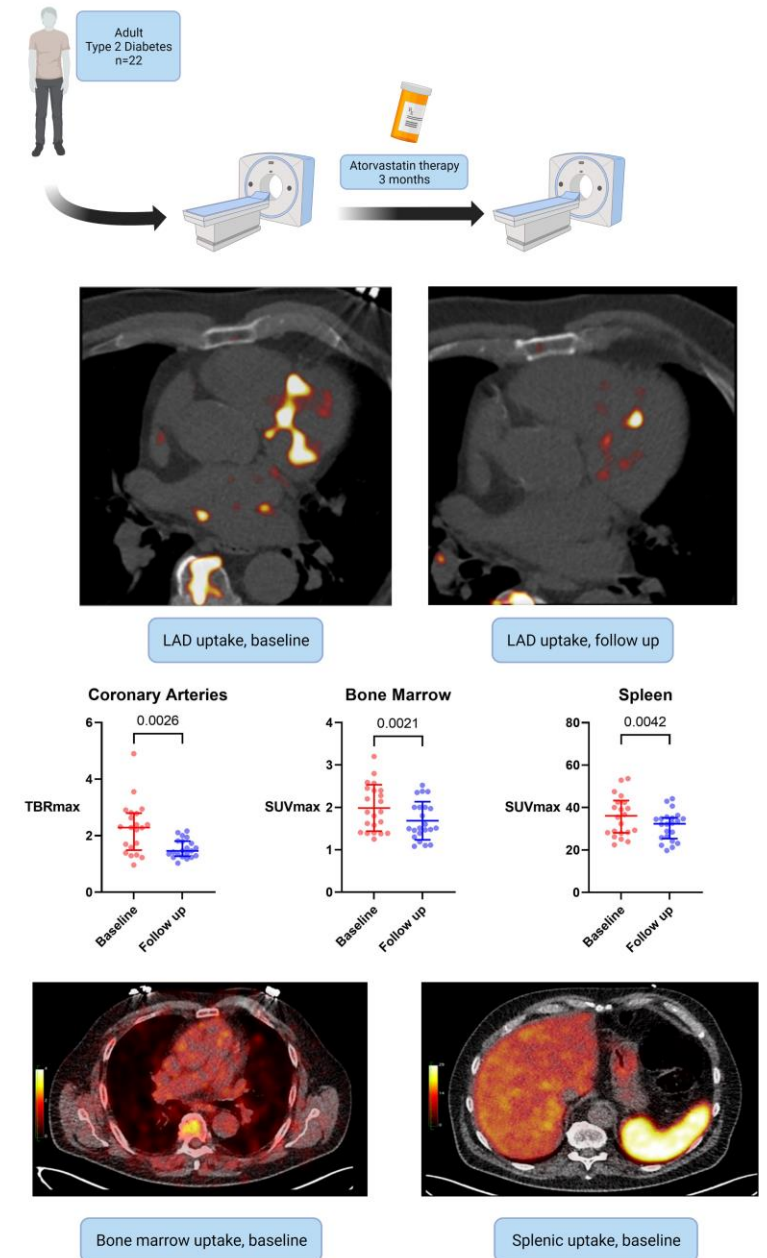 Adult
Type 2 Diabetes
n=22
Atorvastatin therapy
3 months
LAD uptake, baseline
LAD uptake, follow up
Coronary Arteries
0.0026
6
4
TBRmax
2
0
Baseline
Follow up
Bone Marrow
0.0021
4
3
SUVmax
2
1
0
Baseline
Follow up
Spleen
0.0042
80
60
SUVmax
40
20
0
Baseline
Follow up
Bone marrow uptake, baseline
Splenic uptake, baseline